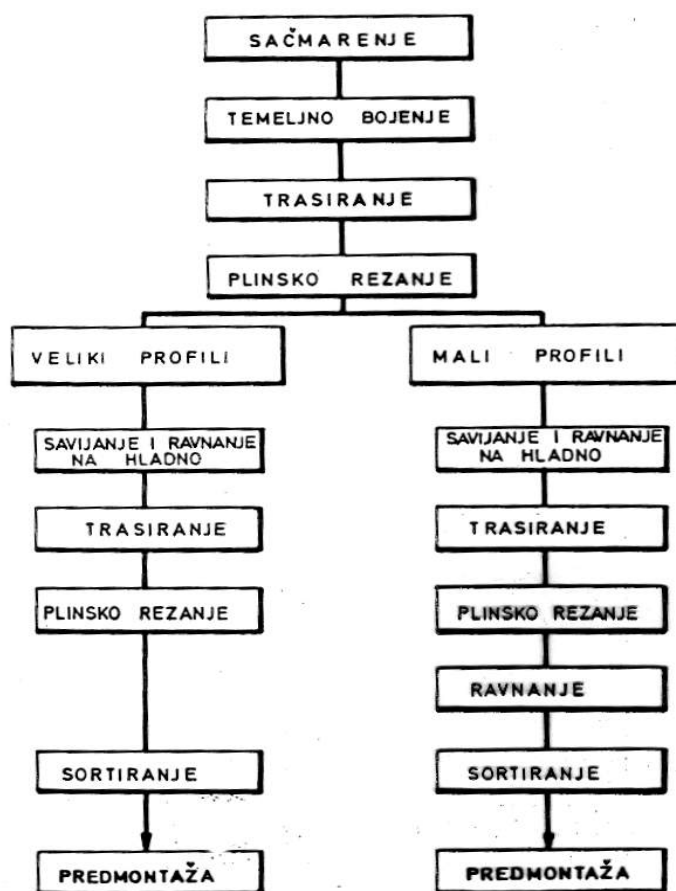 SAČMARENJE
TEMELJNO BOJENJE
TRASIRANJE
PLINSKO REZANJE
VELIKI PROFILI
SAVIJANJE I RAVNANJE
NA HLADNO
TRASIRANJE
PLINSKO REZANJE
SORTIRANJE
PREDMONTAŽA
MALI PROFILI
SAVIJANJE I RAVNANJE
NA HLADNO
TRASIRANJE
PLINSKO REZANJE
RAVNANJE
SORTIRANJE
PREDMONTAŽA